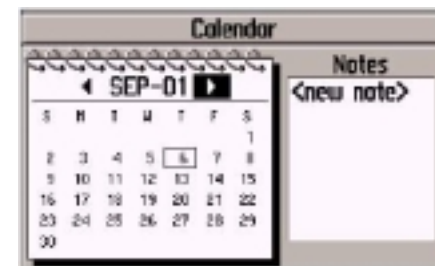 Calendar
SEP-01
S M T W T F S
1
2 3 4 5 6 7 8
9 10 11 12 13 14 15
16 17 18 19 20 21 22
23 24 25 26 27 28 29
30
Notes
<new note>